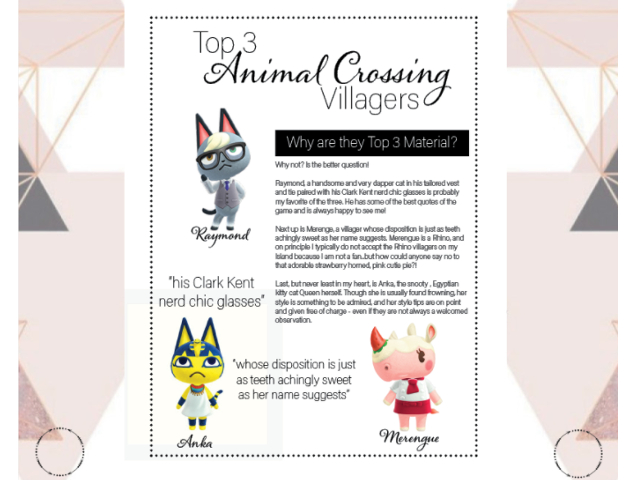 Top 3
Animal Crossing
Villagers
Why are they Top 3 Material?
Why not? Is the better question!
Raymond, a handsome and very dapper cat in his tailored vest
and tie paired with his Clark Kent nerd chic glasses is probably
my favorite of the three. He has some of the best quotes of the
game and is always happy to see me!
Next up is Merenge, a villager whose disposition is just as teeth
achingly sweet as her name suggests. Merengue is a Rhino, and
on principle I typically do not accept the Rhino villagers on my
Island because I am not a fan..but how could anyone say no to
that adorable strawberry horned, pink cutie pie?!
Last, but never least in my heart, is Anka, the snooty , Egyptian
kitty cat Queen herself. Though she is usually found frowning, her
style is something to be admired, and her style tips are on point
and given free of charge - even if they are not always a welcomed
observation.
Raymond
"his Clark Kent
nerd chic glasses"
"whose disposition is just
as teeth achingly sweet
as her name suggests"
Anka
Merengue